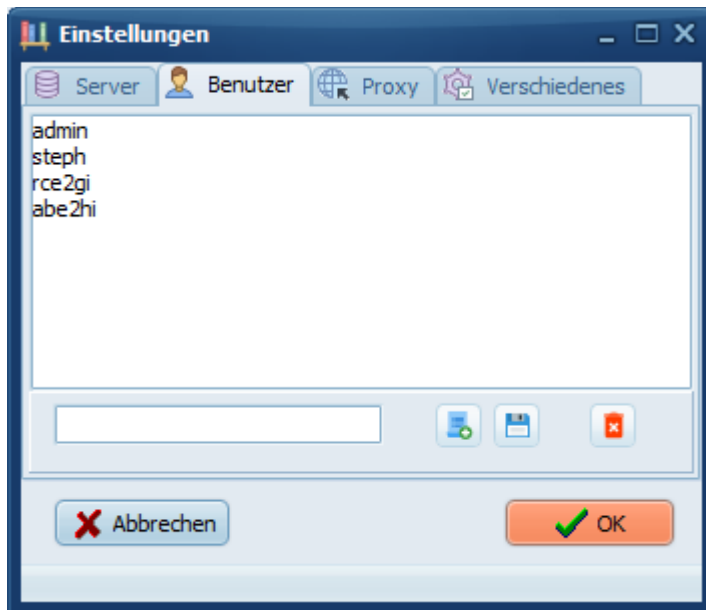 Einstellungen
Server Benutzer Proxy Verschiedenes
admin
steph
rce2gi
abe2hi
Abbrechen OK